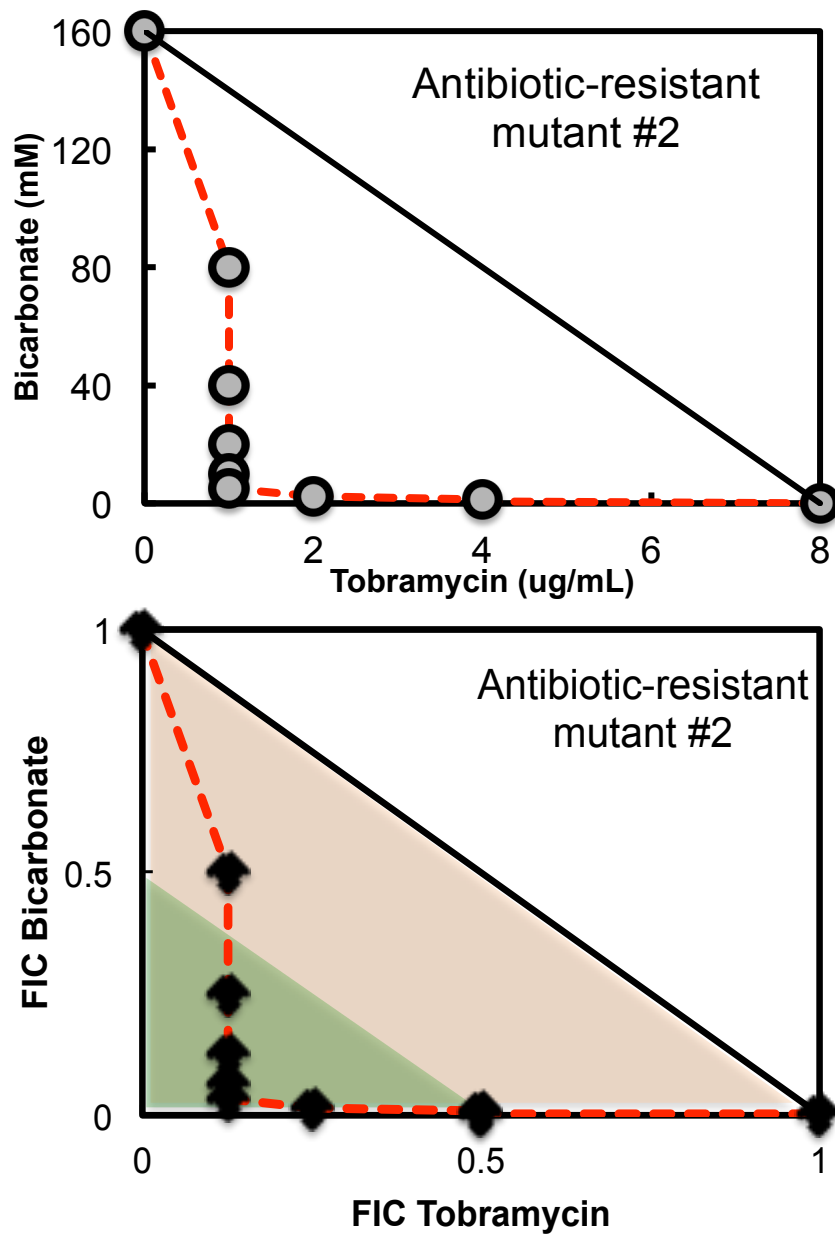 160
Antibiotic-resistant
mutant #2
120
80
40
0
Bicarbonate (mM)
0 2 4 6 8
Tobramycin (ug/mL)
1
Antibiotic-resistant
mutant #2
0.5
0
FIC Bicarbonate
0 0.5 1
FIC Tobramycin